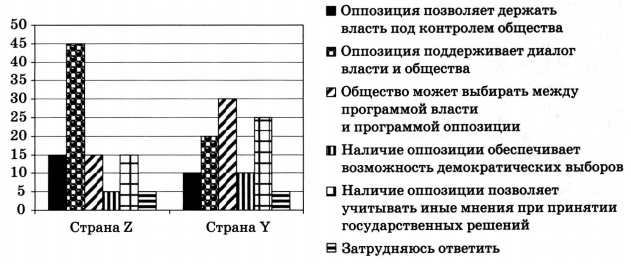 50
45
40
35
30
25
20
15
10
5
0
Страна Z
Страна Y
Оппозиция позволяет держать
власть под контролем общества
Оппозиция поддерживает диалог
власти и общества
Общество может выбирать между
программой власти
и программой оппозиции
Наличие оппозиции обеспечивает
возможность демократических выборов
Наличие оппозиции позволяет
учитывать иные мнения при принятии
государственных решений
Затрудняюсь ответить